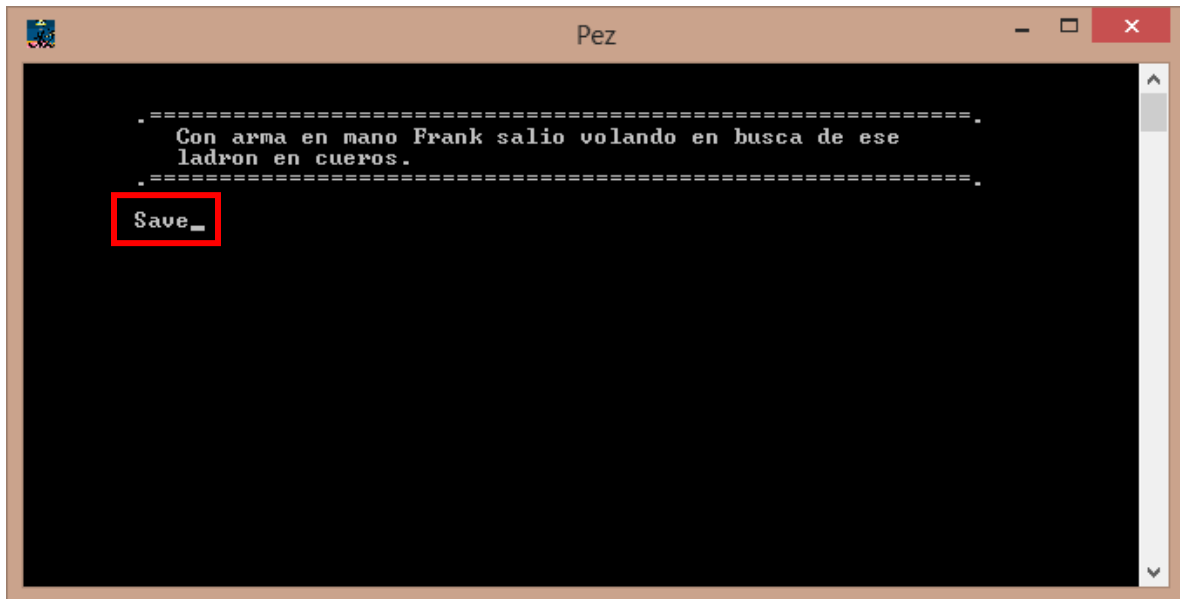 Pez
.===========================================================.
Con arma en mano Frank salio volando en busca de ese
ladron en cueros.
.===========================================================.
Save_